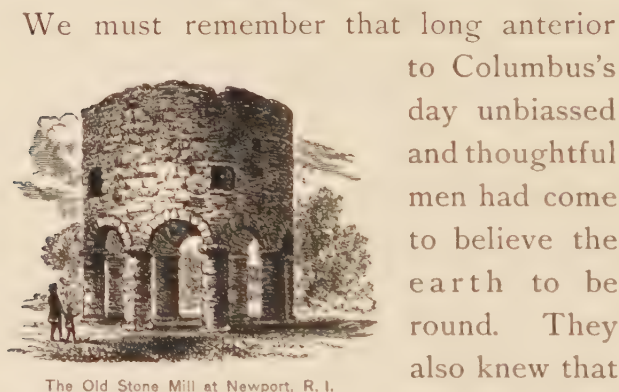 We must remember that long anterior
to Columbus's
day unbiassed
and thoughtful
men had come
to believe the
earth to be
round. They
also knew that
The Old Stone Mill at Newport, R. I.